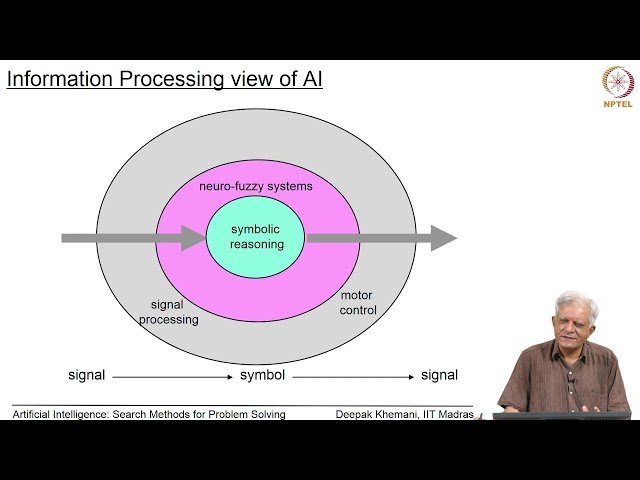 Information Processing view of AI
NPTEL
neuro-fuzzy systems
symbolic
reasoning
signal
processing
motor
control
signal
symbol
signal
Artificial Intelligence: Search Methods for Problem Solving
Deepak Khemani, IIT Madras